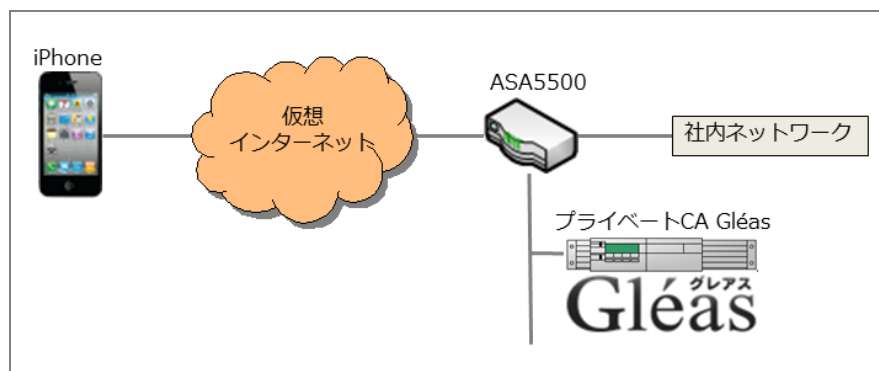 iPhone
仮想
インターネット
ASA5500
社内ネットワーク
プライベートCA Gléas
グレアス
Gléas